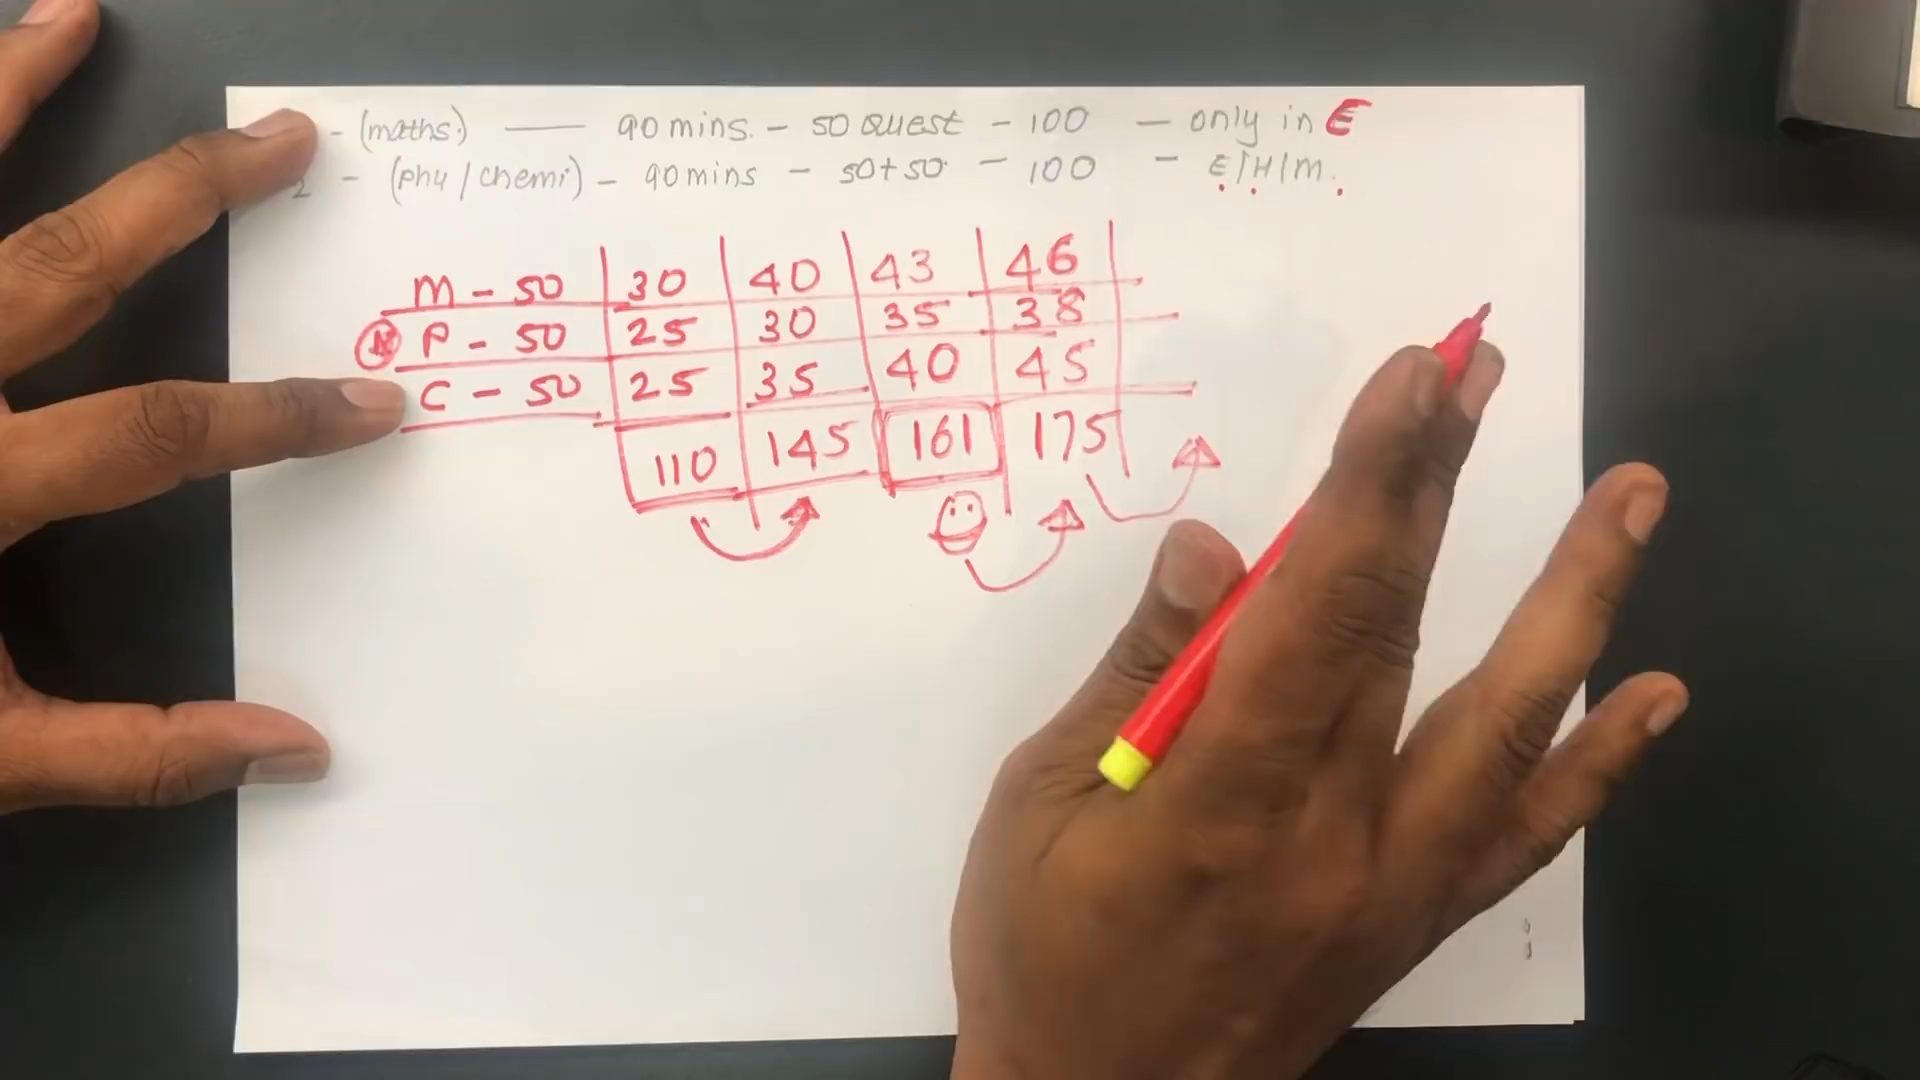 - (maths) — 90 mins. - 50 Quest - 100 - only in E
2 - (phy / chemi) - 90 mins - 50+50 - 100 - E/H/M.
M - 50 30 40 43 46
P - 50 25 30 35 38
C - 50 25 35 40 45
110 145 161 175